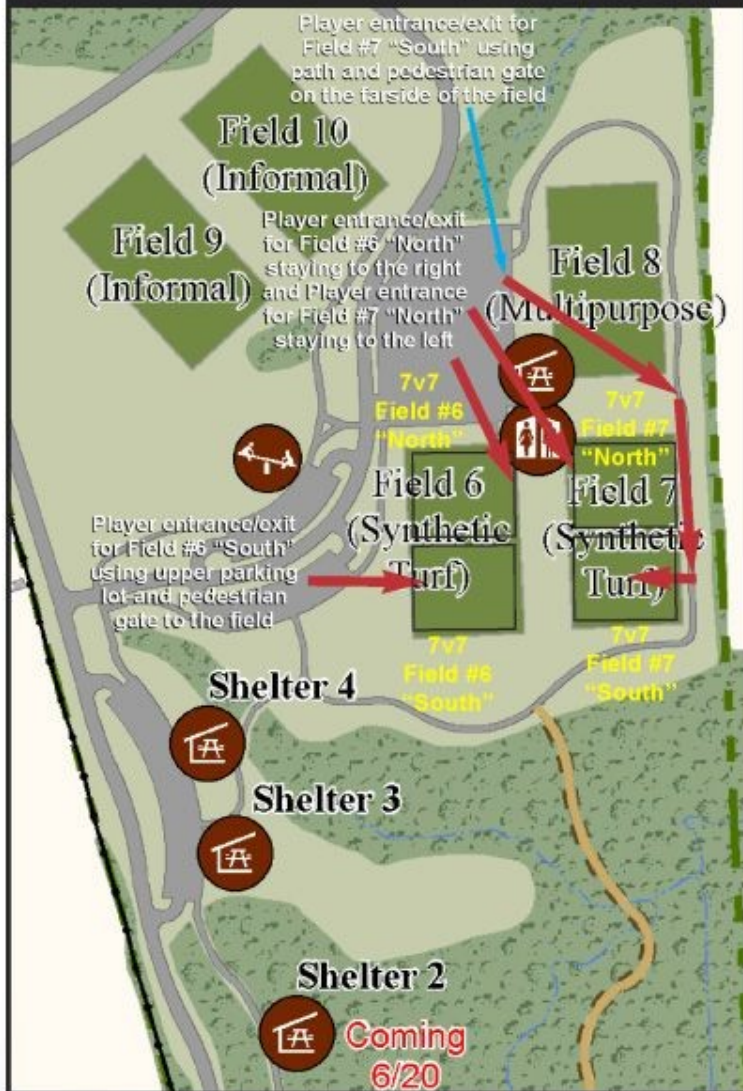 Player entrance/exit for
Field #7 “South” using
path and pedestrian gate
on the farside of the field
Field 10
(Informal)
Field 9
(Informal)
Player entrance/exit
for Field #6 “North”
staying to the right
and Player entrance
for Field #7 “North”
staying to the left
Field 8
(Multipurpose)
7v7
Field #6
“North”
7v7
Field #7
“North”
Field 6
(Synthetic
Turf)
Field 7
(Synthetic
Turf)
Player entrance/exit
for Field #6 “South”
using upper parking
lot and pedestrian
gate to the field
7v7
Field #6
“South”
7v7
Field #7
“South”
Shelter 4
Shelter 3
Shelter 2
Coming
6/20